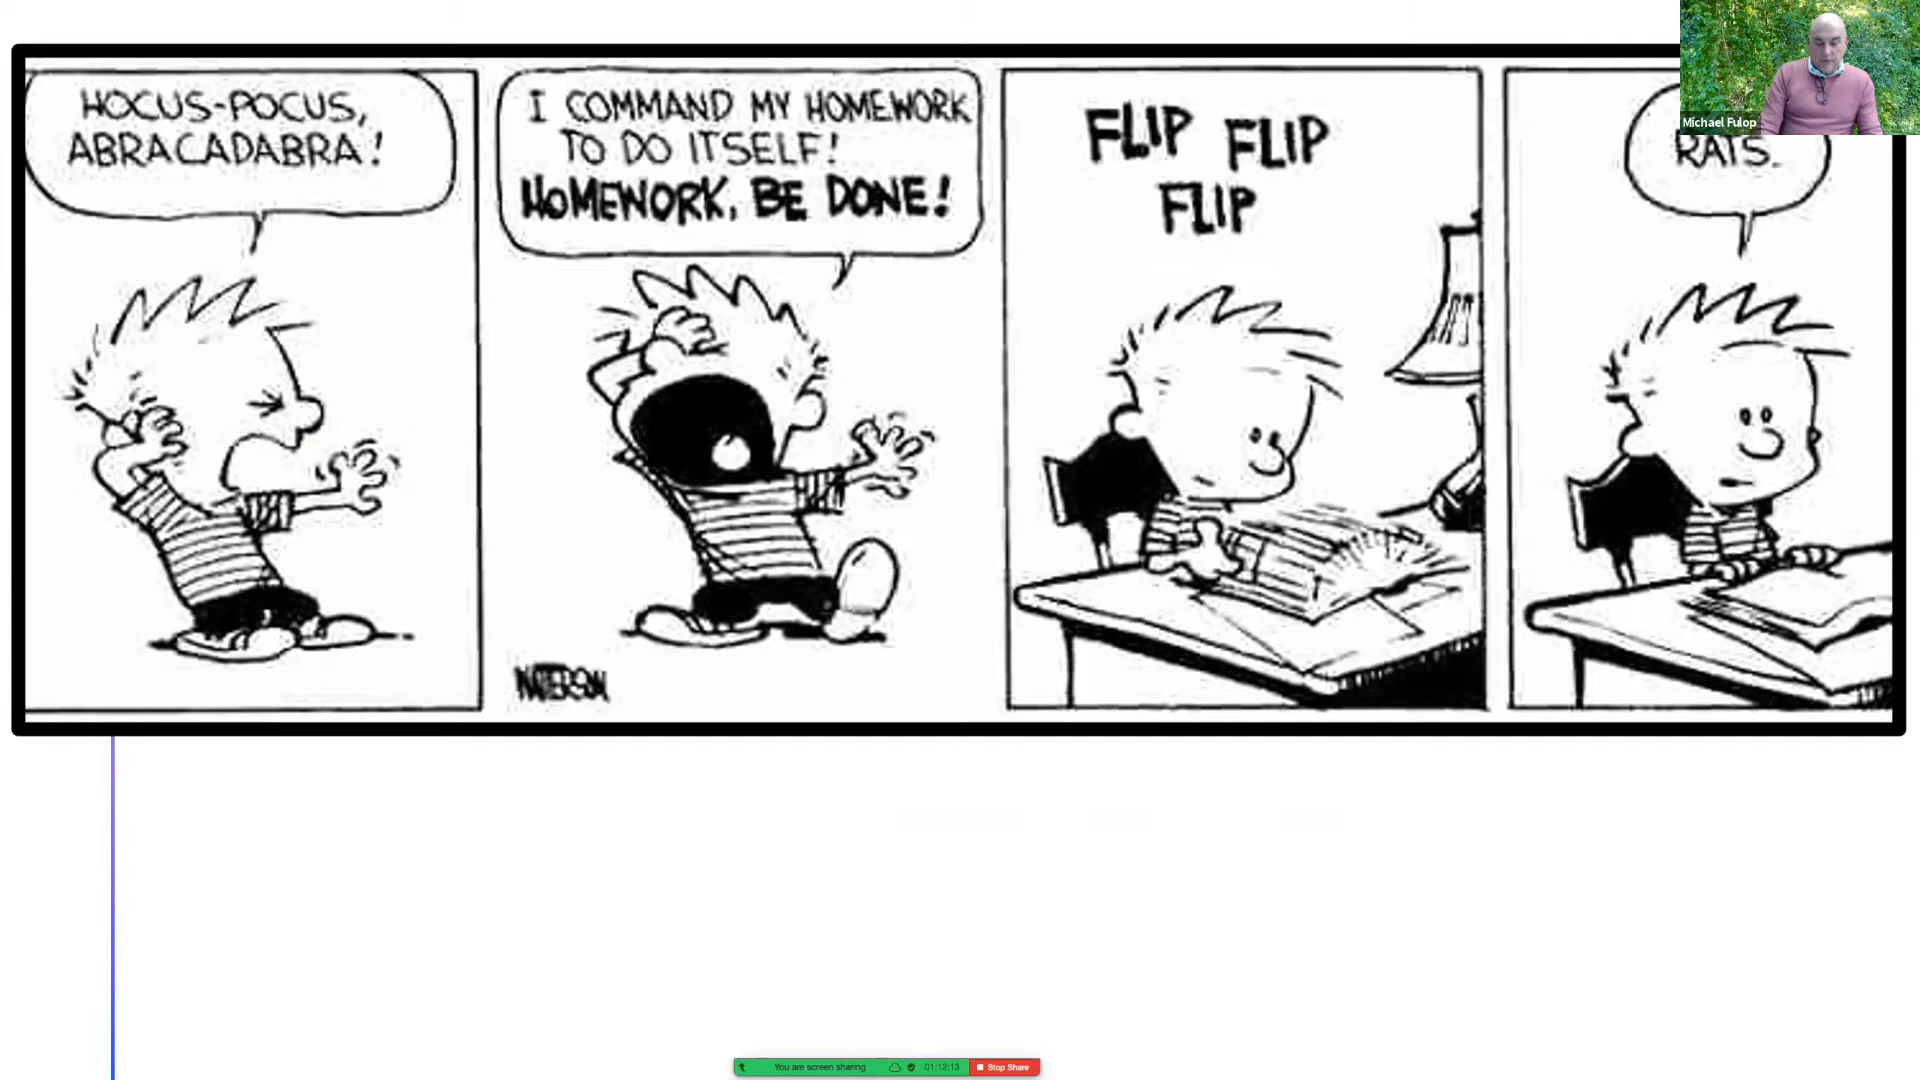 HOCUS-POCUS,
ABRACADABRA!
I COMMAND MY HOMEWORK
TO DO ITSELF!
HOMEWORK, BE DONE!
FLIP FLIP
FLIP
RATS.
WATTERSON
Michael Fulop
You are screen sharing 01:12:13 Stop Share